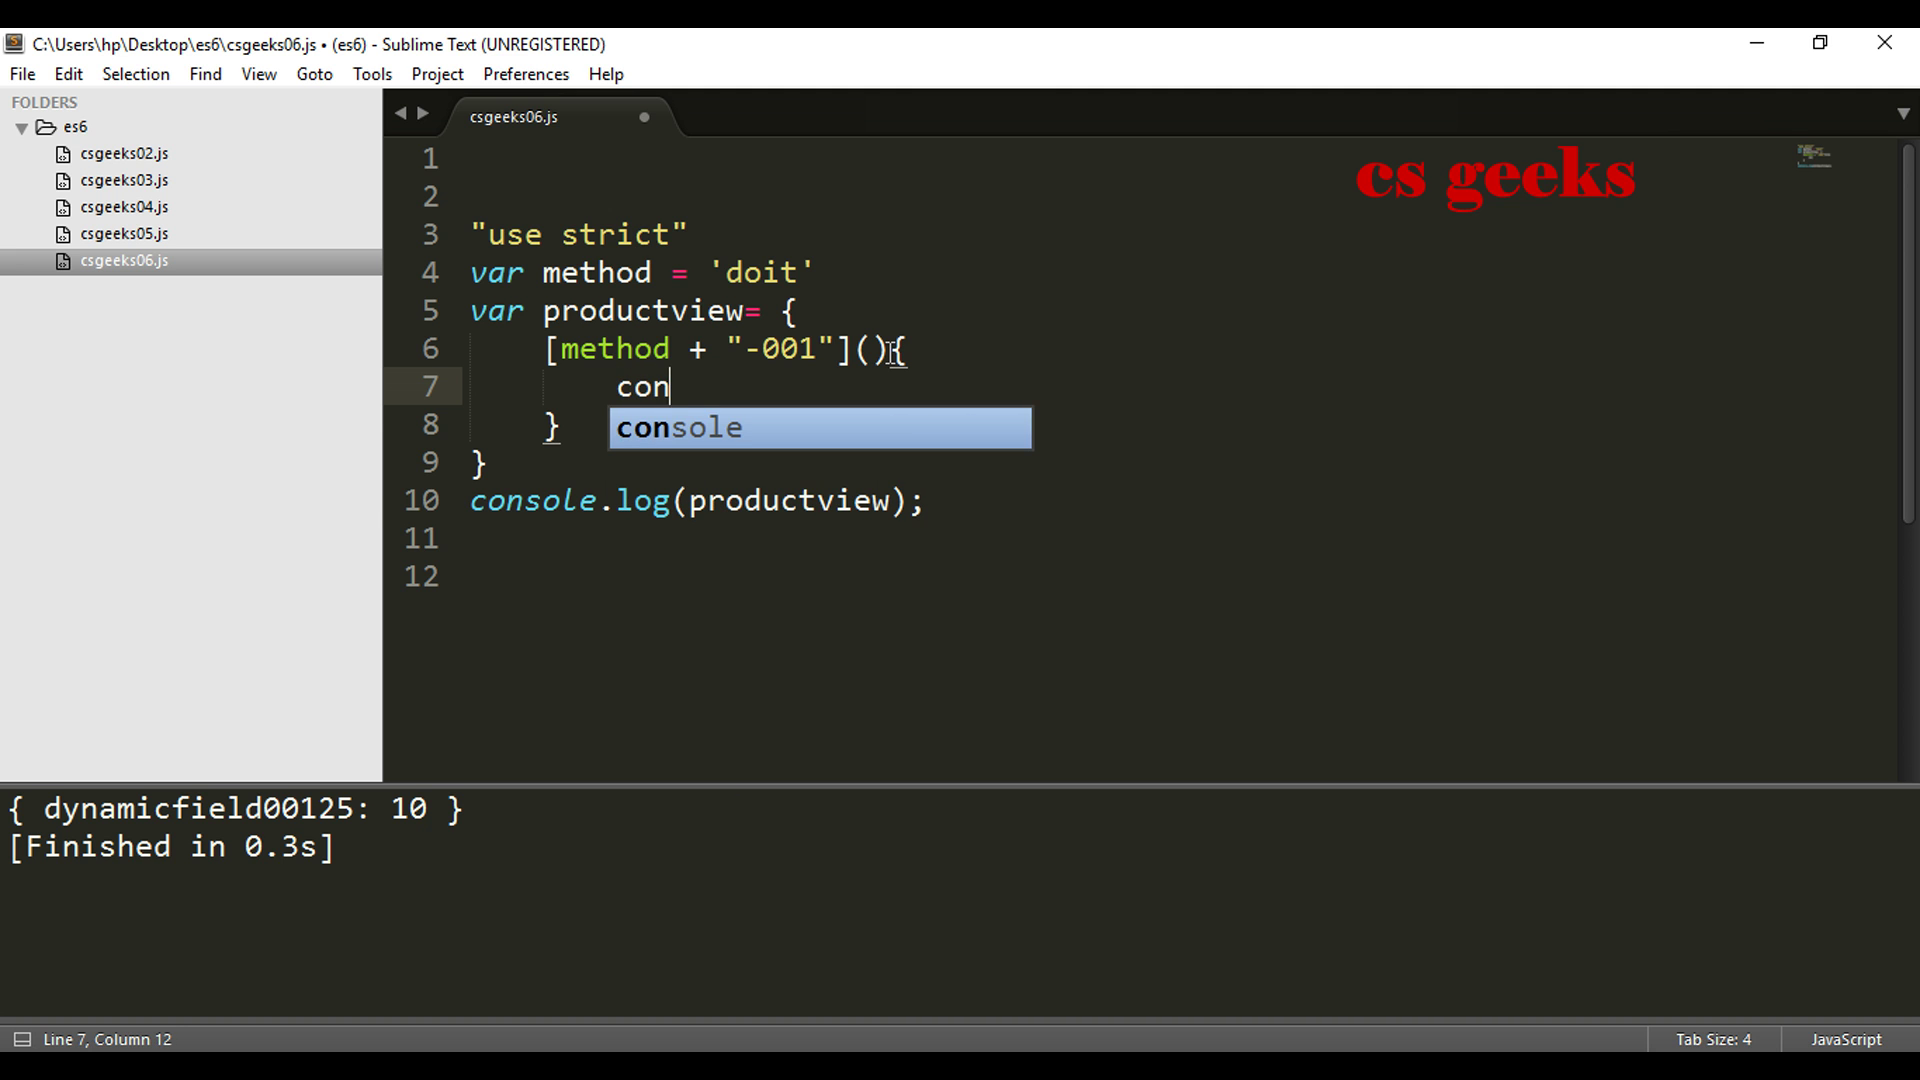 C:\Users\hp\Desktop\es6\csgeeks06.js • (es6) - Sublime Text (UNREGISTERED)
File Edit Selection Find View Goto Tools Project Preferences Help
FOLDERS
es6
csgeeks02.js
csgeeks03.js
csgeeks04.js
csgeeks05.js
csgeeks06.js
csgeeks06.js
cs geeks
1
2
3 "use strict"
4 var method = 'doit'
5 var productview= {
6 [method + "-001"](){
7 con
console
8 }
9 }
10 console.log(productview);
11
12
{ dynamicfield00125: 10 }
[Finished in 0.3s]
Line 7, Column 12
Tab Size: 4
JavaScript